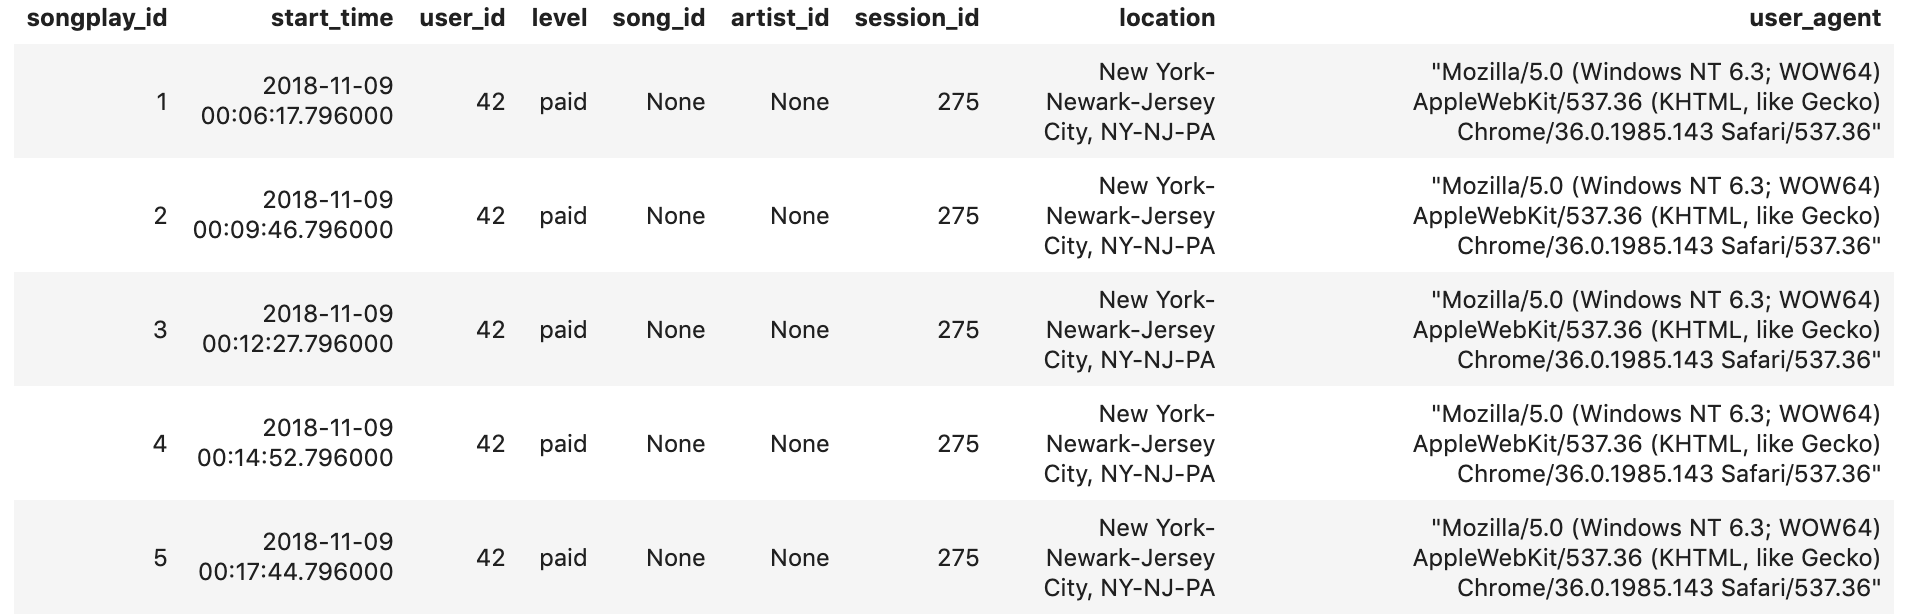 songplay_id start_time user_id level song_id artist_id session_id location user_agent
New York- "Mozilla/5.0 (Windows NT 6.3; WOW64)
2018-11-09
1 42 paid None None 275 Newark-Jersey AppleWebKit/537.36 (KHTML, like Gecko)
00:06:17.796000
City, NY-NJ-PA Chrome/36.0.1985.143 Safari/537.36"
New York- "Mozilla/5.0 (Windows NT 6.3; WOW64)
2018-11-09
2 42 paid None None 275 Newark-Jersey AppleWebKit/537.36 (KHTML, like Gecko)
00:09:46.796000
City, NY-NJ-PA Chrome/36.0.1985.143 Safari/537.36"
New York- "Mozilla/5.0 (Windows NT 6.3; WOW64)
2018-11-09
3 42 paid None None 275 Newark-Jersey AppleWebKit/537.36 (KHTML, like Gecko)
00:12:27.796000
City, NY-NJ-PA Chrome/36.0.1985.143 Safari/537.36"
New York- "Mozilla/5.0 (Windows NT 6.3; WOW64)
2018-11-09
4 42 paid None None 275 Newark-Jersey AppleWebKit/537.36 (KHTML, like Gecko)
00:14:52.796000
City, NY-NJ-PA Chrome/36.0.1985.143 Safari/537.36"
New York- "Mozilla/5.0 (Windows NT 6.3; WOW64)
2018-11-09
5 42 paid None None 275 Newark-Jersey AppleWebKit/537.36 (KHTML, like Gecko)
00:17:44.796000
City, NY-NJ-PA Chrome/36.0.1985.143 Safari/537.36"